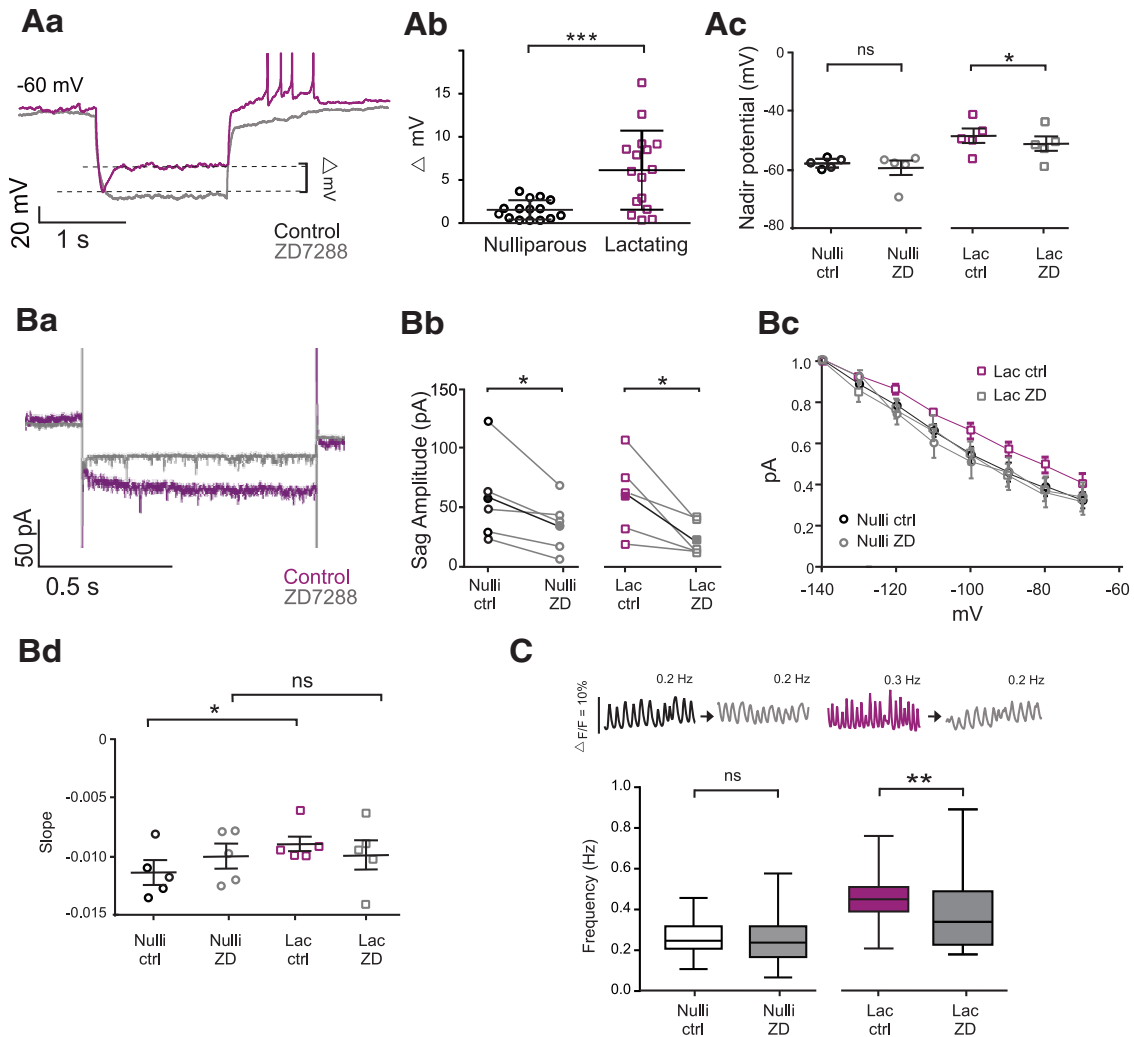 Aa
-60 mV
△ mV
20 mV
1 s
Control
ZD7288
Ab
***
△ mV
20
15
10
5
0
Nulliparous
Lactating
Ac
ns
*
Nadir potential (mV)
0
-40
-60
-80
Nulli ctrl
Nulli ZD
Lac ctrl
Lac ZD
Ba
50 pA
0.5 s
Control
ZD7288
Bb
*
*
Sag Amplitude (pA)
150
100
50
0
Nulli ctrl
Nulli ZD
Lac ctrl
Lac ZD
Bc
Lac ctrl
Lac ZD
Nulli ctrl
Nulli ZD
pA
1.0
0.8
0.6
0.4
0.2
0
-140
-120
-100
-80
-60
mV
Bd
ns
*
Slope
0
-0.005
-0.010
-0.015
Nulli ctrl
Nulli ZD
Lac ctrl
Lac ZD
C
△ F/F = 10%
0.2 Hz
0.2 Hz
0.3 Hz
0.2 Hz
ns
**
Frequency (Hz)
1.0
0.8
0.6
0.4
0.2
0.0
Nulli ctrl
Nulli ZD
Lac ctrl
Lac ZD